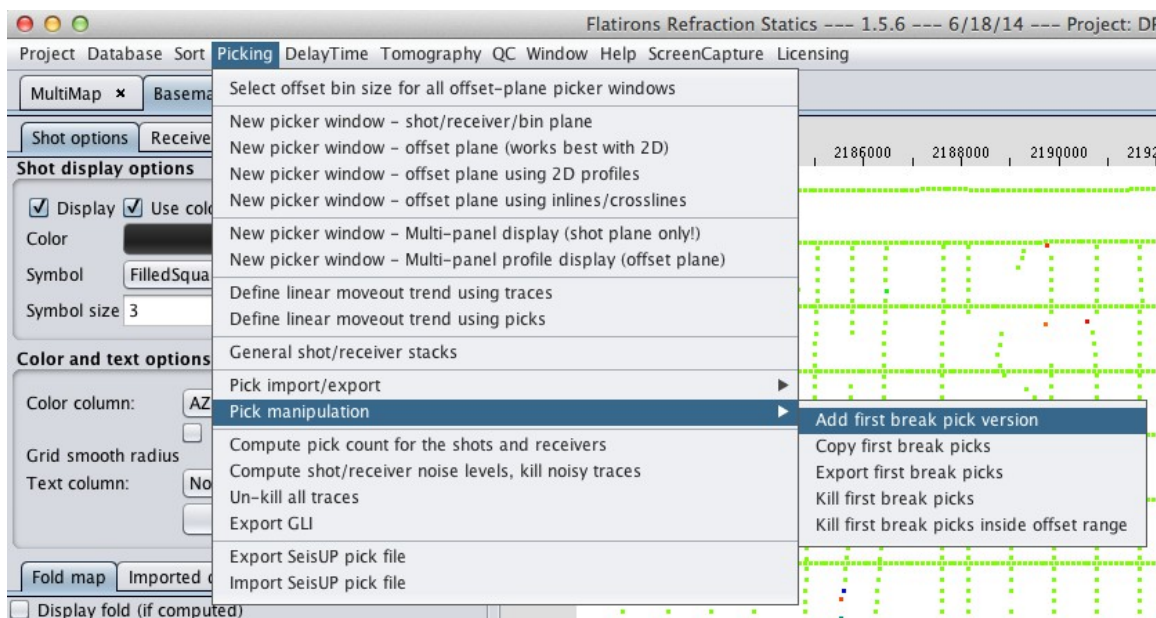 Flatirons Refraction Statics --- 1.5.6 --- 6/18/14 --- Project: DF
Project Database Sort Picking DelayTime Tomography QC Window Help ScreenCapture Licensing
MultiMap × Basema
Select offset bin size for all offset-plane picker windows
Shot options Receive
New picker window - shot/receiver/bin plane
New picker window - offset plane (works best with 2D)
New picker window - offset plane using 2D profiles
New picker window - offset plane using inlines/crosslines
New picker window - Multi-panel display (shot plane only!)
New picker window - Multi-panel profile display (offset plane)
Define linear moveout trend using traces
Define linear moveout trend using picks
General shot/receiver stacks
Pick import/export
Pick manipulation
Compute pick count for the shots and receivers
Compute shot/receiver noise levels, kill noisy traces
Un-kill all traces
Export GLI
Export SeisUP pick file
Import SeisUP pick file
Add first break pick version
Copy first break picks
Export first break picks
Kill first break picks
Kill first break picks inside offset range
2186000 2188000 2190000 2192
Shot display options
Display Use colo
Color
Symbol FilledSqua
Symbol size 3
Color and text options
Color column: AZ
Grid smooth radius
Text column: No
Fold map Imported
Display fold (if computed)